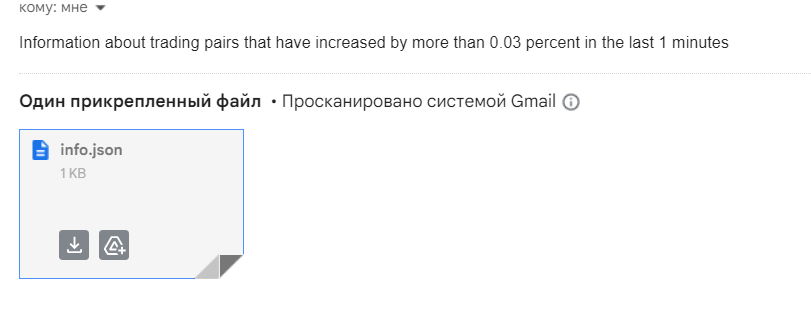 кому: мне
Information about trading pairs that have increased by more than 0.03 percent in the last 1 minutes
Один прикрепленный файл • Просканировано системой Gmail
info.json
1 KB